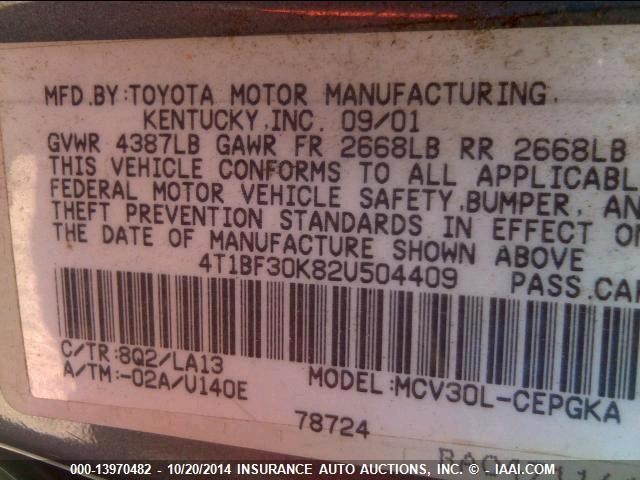 MFD.BY:TOYOTA MOTOR MANUFACTURING,
KENTUCKY,INC. 09/01
GVWR 4387LB GAWR FR 2668LB RR 2668LB
THIS VEHICLE CONFORMS TO ALL APPLICABL
FEDERAL MOTOR VEHICLE SAFETY,BUMPER, AN
THEFT PREVENTION STANDARDS IN EFFECT ON
THE DATE OF MANUFACTURE SHOWN ABOVE
4T1BF30K82U504409 PASS.CAR
C/TR:8Q2/LA13
A/TM:-02A/U140E MODEL:MCV30L-CEPGKA
78724
000-13970482 - 10/20/2014 INSURANCE AUTO AUCTIONS, INC. - © IAAI.COM